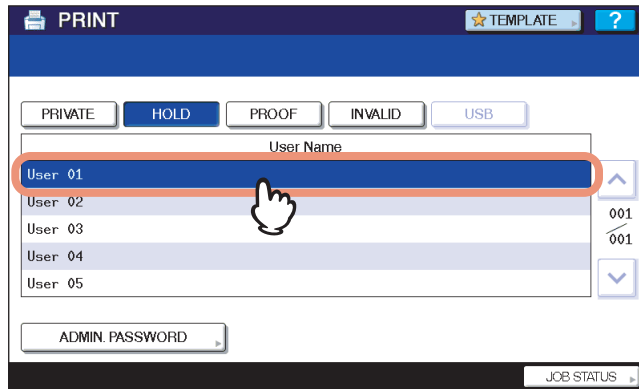 PRINT TEMPLATE ?
PRIVATE HOLD PROOF INVALID USB
User Name
User 01
User 02
001
User 03
001
User 04
User 05
ADMIN. PASSWORD
JOB STATUS